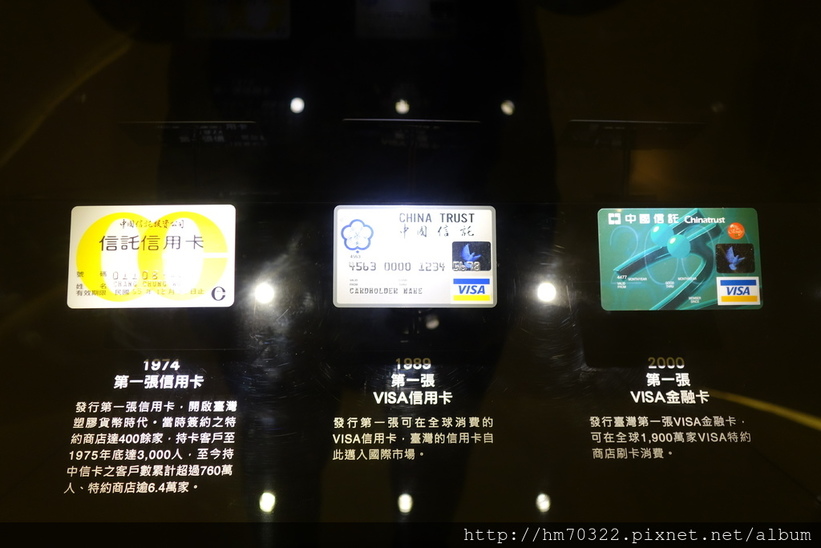 中國信託投資公司
信託信用卡
號 碼
姓 名
有效期限
CHINA TRUST
中國信託
4563 0000 1234
CARDHOLDER NAME
VISA
中國信託 Chinatrust
VISA
1974
第一張信用卡
發行第一張信用卡，開啟臺灣
塑膠貨幣時代。當時簽約之特
約商店達400餘家，持卡客戶至
1975年底達3,000人，至今持
中信卡之客戶數累計超過760萬
人、特約商店逾6.4萬家。
1989
第一張
VISA信用卡
發行第一張可在全球消費的
VISA信用卡，臺灣的信用卡自
此邁入國際市場。
2000
第一張
VISA金融卡
發行臺灣第一張VISA金融卡，
可在全球1,900萬家VISA特約
商店刷卡消費。
http://hm70322.pixnet.net/album